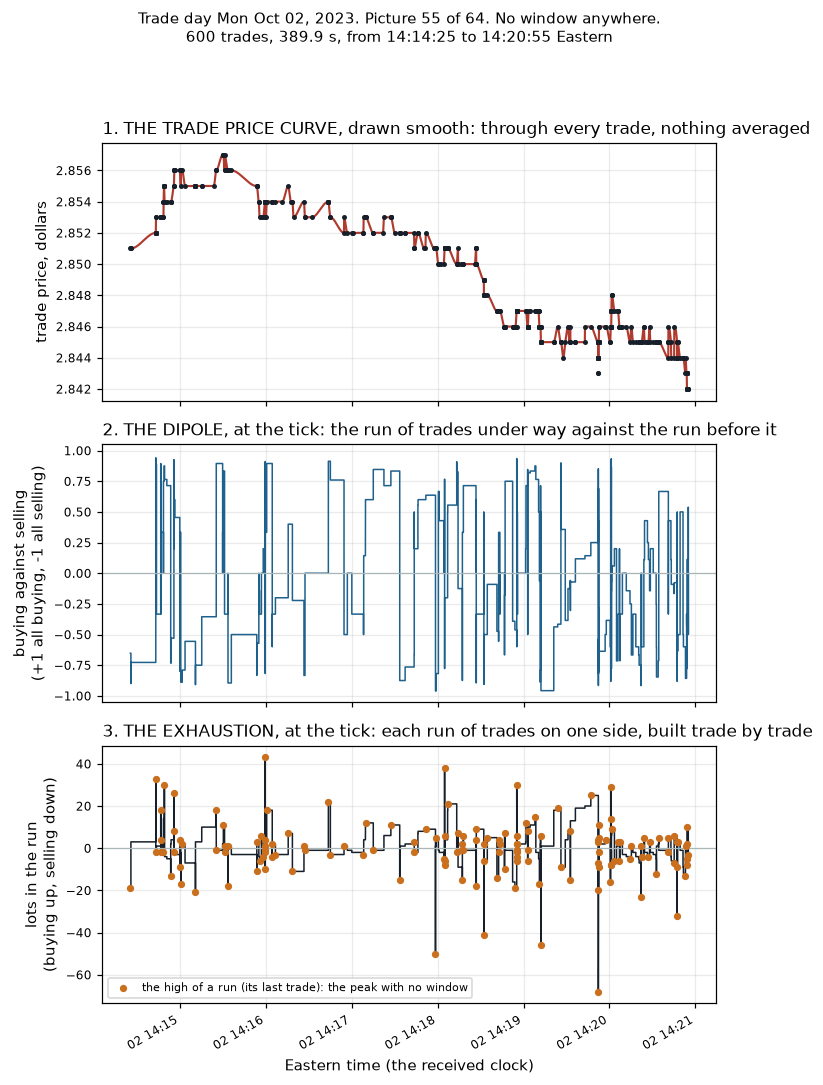 Trade day Mon Oct 02, 2023. Picture 55 of 64. No window anywhere.
600 trades, 389.9 s, from 14:14:25 to 14:20:55 Eastern
1. THE TRADE PRICE CURVE, drawn smooth: through every trade, nothing averaged
trade price, dollars
2.856
2.854
2.852
2.850
2.848
2.846
2.844
2.842
2. THE DIPOLE, at the tick: the run of trades under way against the run before it
buying against selling
(+1 all buying, -1 all selling)
1.00
0.75
0.50
0.25
0.00
−0.25
−0.50
−0.75
−1.00
3. THE EXHAUSTION, at the tick: each run of trades on one side, built trade by trade
lots in the run
(buying up, selling down)
40
20
0
−20
−40
−60
the high of a run (its last trade): the peak with no window
02 14:15
02 14:16
02 14:17
02 14:18
02 14:19
02 14:20
02 14:21
Eastern time (the received clock)